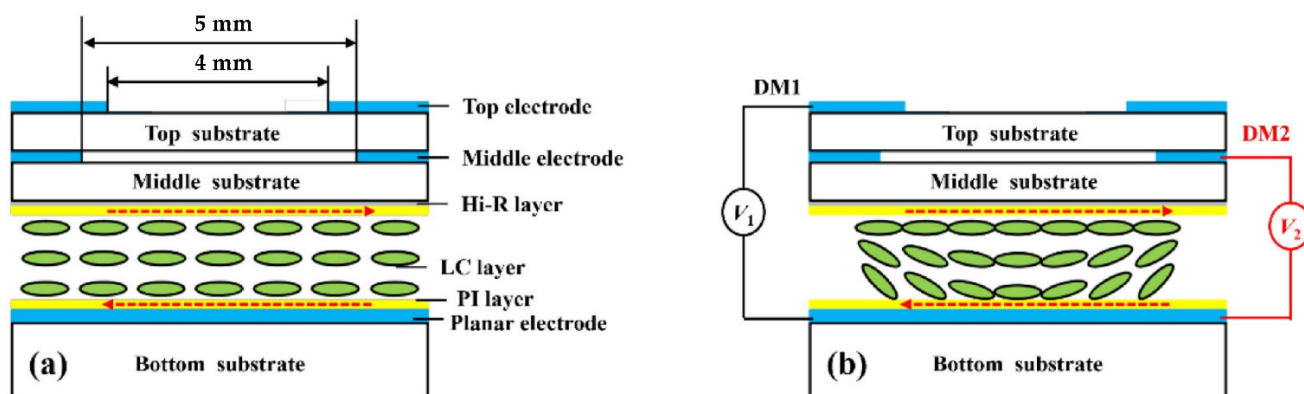 5 mm
4 mm
Top electrode
Top substrate
Middle electrode
Middle substrate
Hi-R layer
LC layer
PI layer
Planar electrode
(a)
Bottom substrate
DM1
Top substrate
DM2
Middle substrate
V1
V2
(b)
Bottom substrate